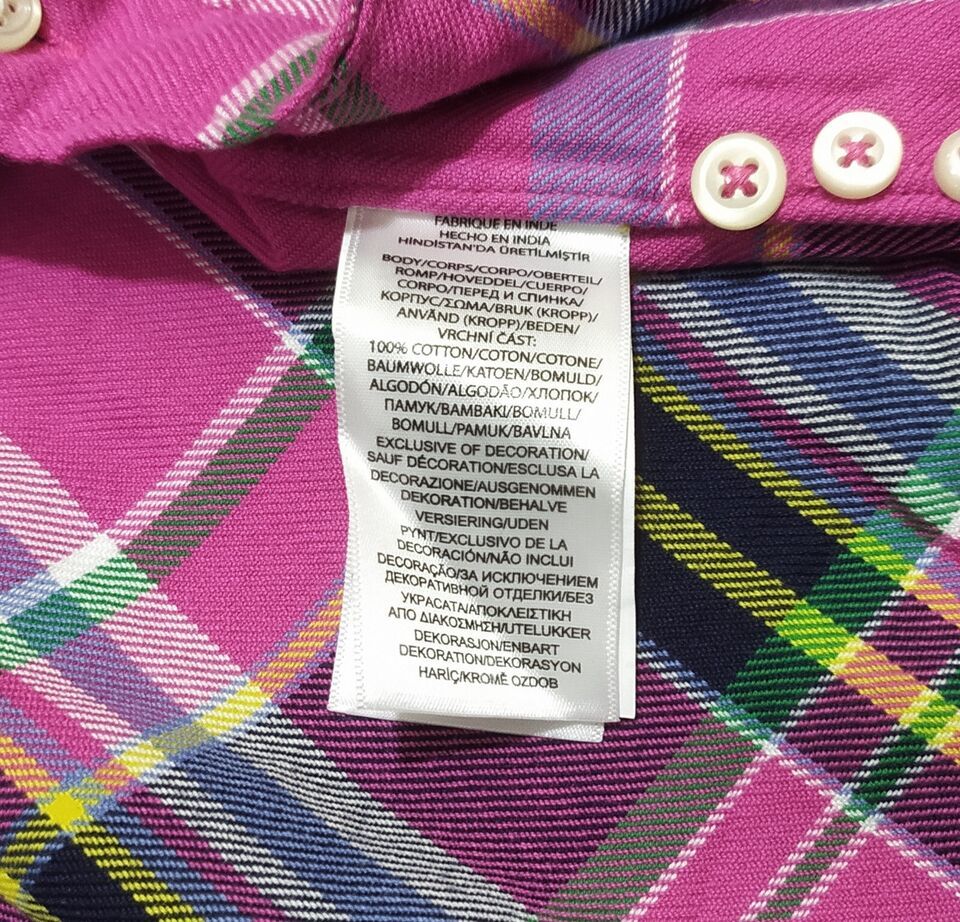 FABRIQUÉ EN INDE
HECHO EN INDIA
HİNDİSTAN'DA ÜRETİLMİŞTİR
BODY/CORPS/CORPO/OBERTEIL/
ROMP/HOVEDDEL/CUERPO/
CORPO/ПЕРЕД И СПИНКА/
КОРПУС/ΣΩΜΑ/BRUK (KROPP)/
ANVÄND (KROPP)/BEDEN/
VRCHNÍ ČÁST:
100% COTTON/COTON/COTONE/
BAUMWOLLE/KATOEN/BOMULD/
ALGODÓN/ALGODÃO/ХЛОПОК/
ПАМУК/ΒΑΜΒΑΚΙ/BOMULL/
BOMULL/PAMUK/BAVLNA
EXCLUSIVE OF DECORATION/
SAUF DÉCORATION/ESCLUSA LA
DECORAZIONE/AUSGENOMMEN
DEKORATION/BEHALVE
VERSIERING/UDEN
PYNT/EXCLUSIVO DE LA
DECORACIÓN/NÃO INCLUI
DECORAÇÃO/ЗА ИСКЛЮЧЕНИЕМ
ДЕКОРАТИВНОЙ ОТДЕЛКИ/БЕЗ
УКРАСАТА/ΑΠΟΚΛΕΙΣΤΙΚΗ
ΑΠΟ ΔΙΑΚΟΣΜΗΣΗ/UTELUKKER
DEKORASJON/ENBART
DEKORATION/DEKORASYON
HARİÇ/KROMĚ OZDOB